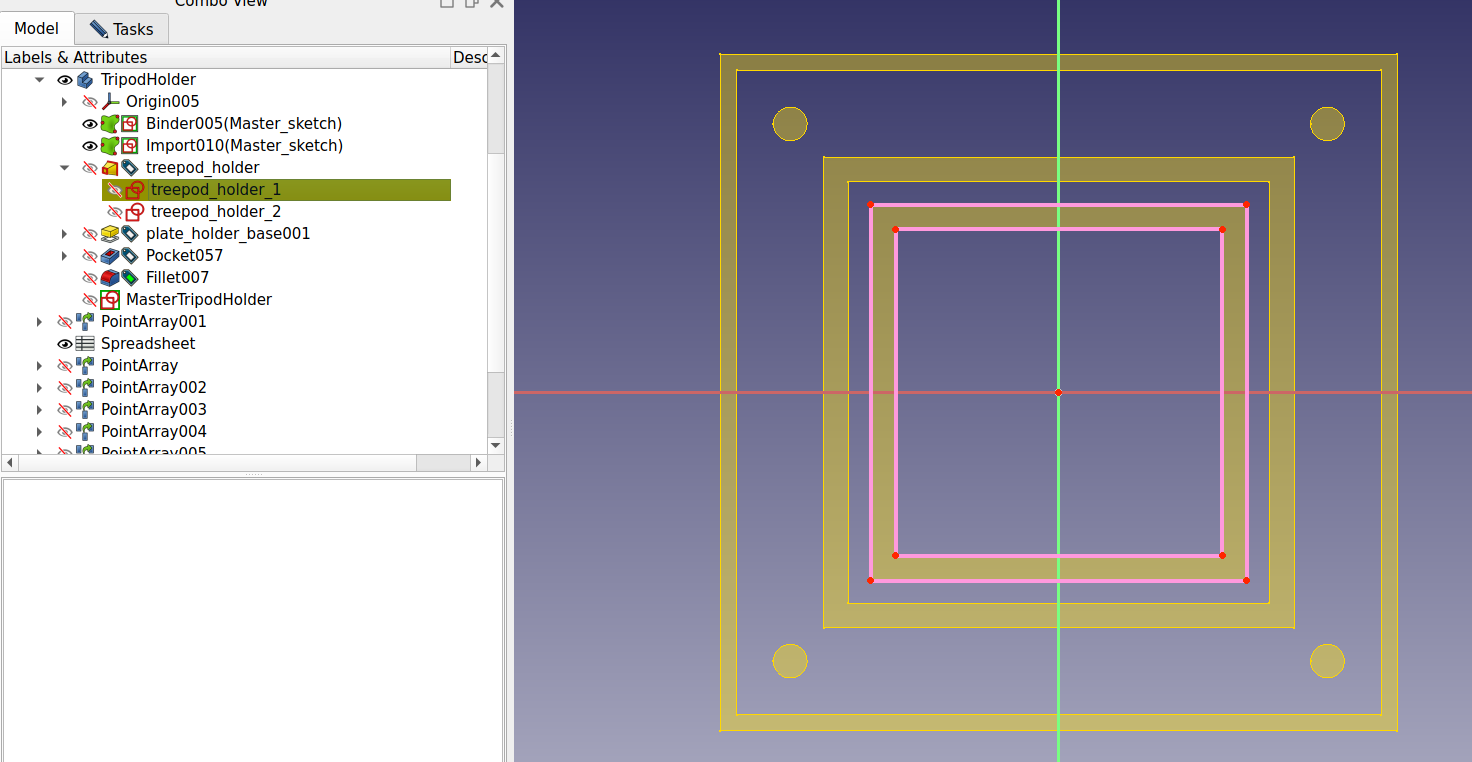 Combo View
Model
Tasks
Labels & Attributes
Desc
TripodHolder
Origin005
Binder005(Master_sketch)
Import010(Master_sketch)
treepod_holder
treepod_holder_1
treepod_holder_2
plate_holder_base001
Pocket057
Fillet007
MasterTripodHolder
PointArray001
Spreadsheet
PointArray
PointArray002
PointArray003
PointArray004
PointArray005